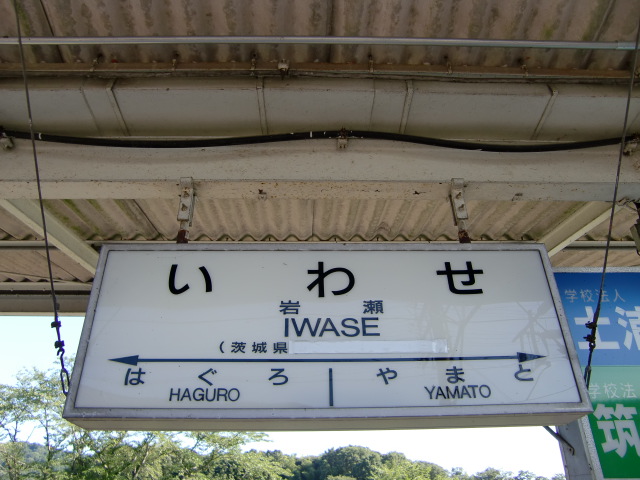 いわせ
岩瀬
IWASE
(茨城県
はぐろ やまと
HAGURO YAMATO
学校法人
土浦
学校法
筑